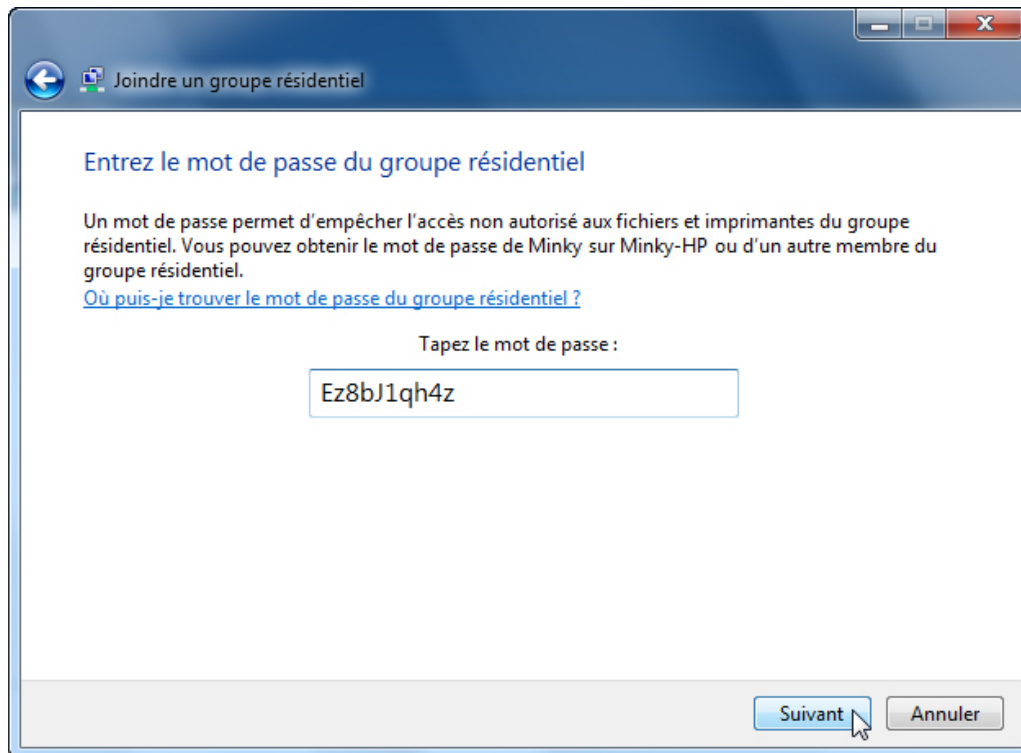 Joindre un groupe résidentiel
Entrez le mot de passe du groupe résidentiel
Un mot de passe permet d'empêcher l'accès non autorisé aux fichiers et imprimantes du groupe
résidentiel. Vous pouvez obtenir le mot de passe de Minky sur Minky-HP ou d'un autre membre du
groupe résidentiel.
Où puis-je trouver le mot de passe du groupe résidentiel ?
Tapez le mot de passe :
Ez8bJ1qh4z
Suivant
Annuler